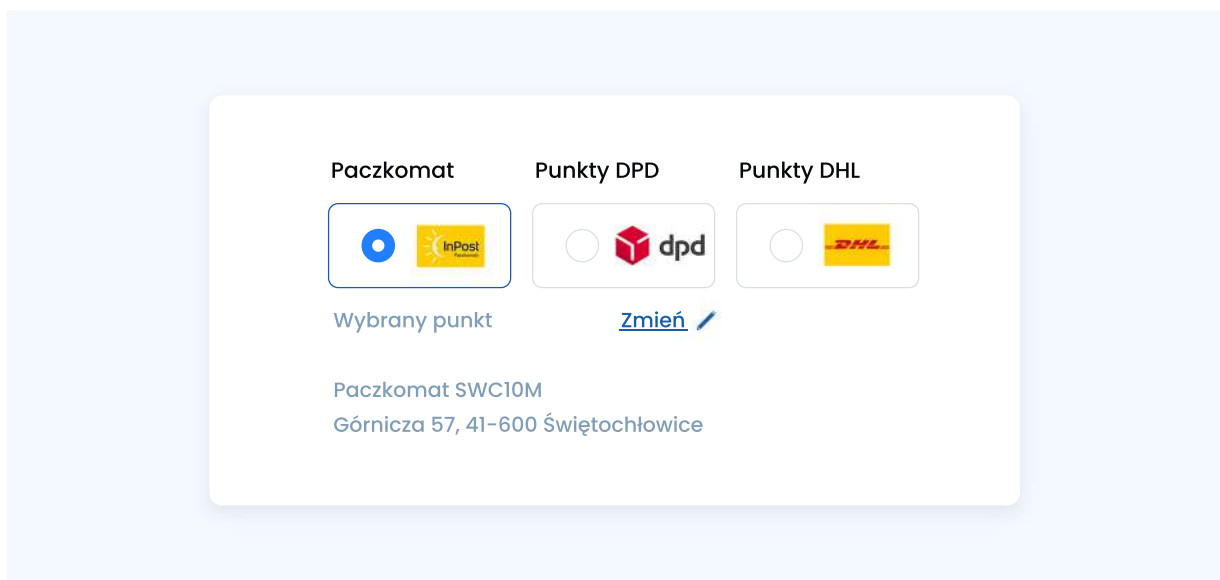 Paczkomat Punkty DPD Punkty DHL
InPost dpd DHL
Wybrany punkt Zmień
Paczkomat SWC10M
Górnicza 57, 41-600 Świętochłowice